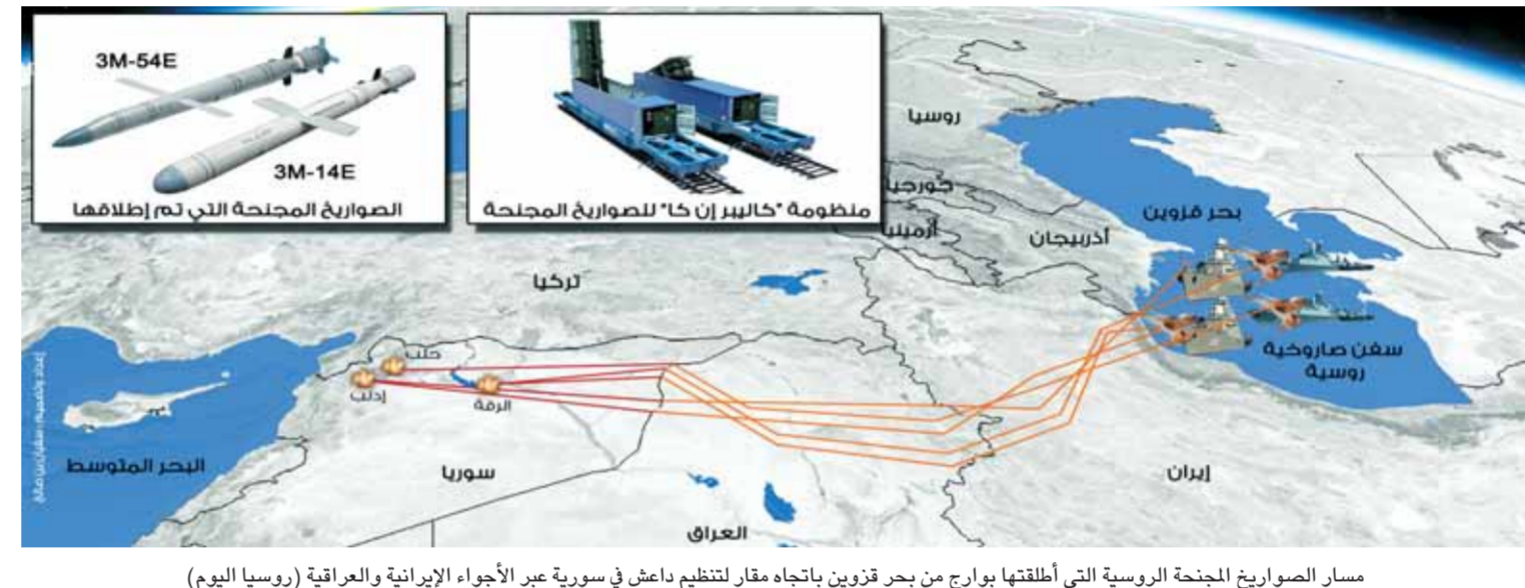 3M-54E
3M-14E
الصواريخ المجنحة التي تم إطلاقها
منظومة "كاليبر إن كا" للصواريخ المجنحة
روسيا
جورجيا
أرمينيا
أذربيجان
بحر قزوين
تركيا
سفن صاروخية
روسية
حلب
إدلب
الرقة
البحر المتوسط
سوريا
العراق
إيران
إعداد وتصميم:
مسار الصواريخ المجنحة الروسية التي أطلقتها بوارج من بحر قزوين باتجاه مقار لتنظيم داعش في سورية عبر الأجواء الإيرانية والعراقية (روسيا اليوم)